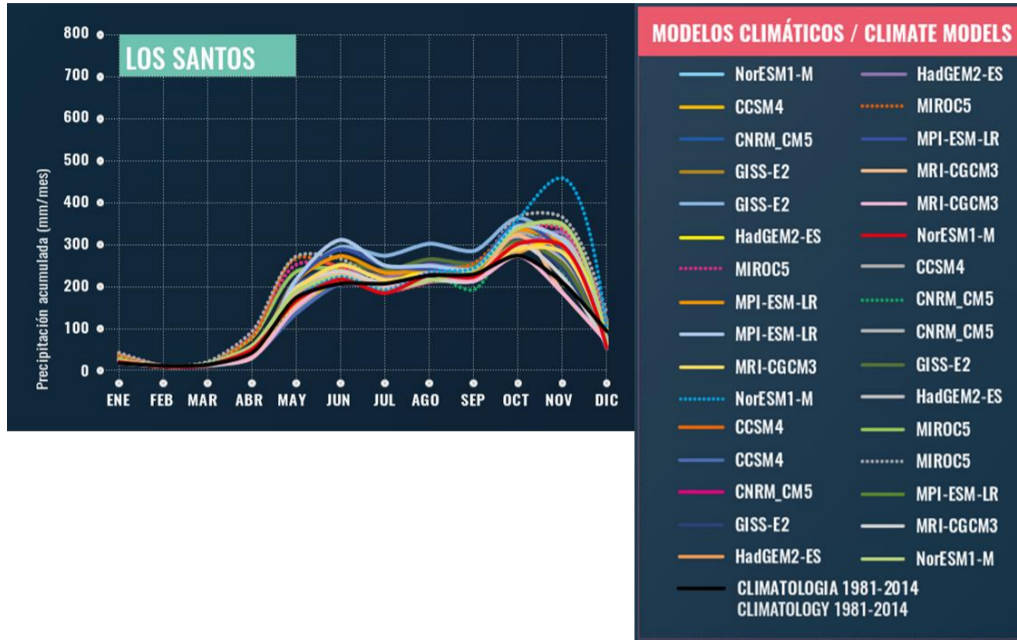 LOS SANTOS
Precipitación acumulada (mm/mes)
800
700
600
500
400
300
200
100
0
ENE FEB MAR ABR MAY JUN JUL AGO SEP OCT NOV DIC
MODELOS CLIMÁTICOS / CLIMATE MODELS
NorESM1-M
CCSM4
CNRM_CM5
GISS-E2
GISS-E2
HadGEM2-ES
MIROC5
MPI-ESM-LR
MPI-ESM-LR
MRI-CGCM3
NorESM1-M
CCSM4
CCSM4
CNRM_CM5
GISS-E2
HadGEM2-ES
HadGEM2-ES
MIROC5
MPI-ESM-LR
MRI-CGCM3
MRI-CGCM3
NorESM1-M
CCSM4
CNRM_CM5
CNRM_CM5
GISS-E2
HadGEM2-ES
MIROC5
MIROC5
MPI-ESM-LR
MRI-CGCM3
NorESM1-M
CLIMATOLOGIA 1981-2014
CLIMATOLOGY 1981-2014